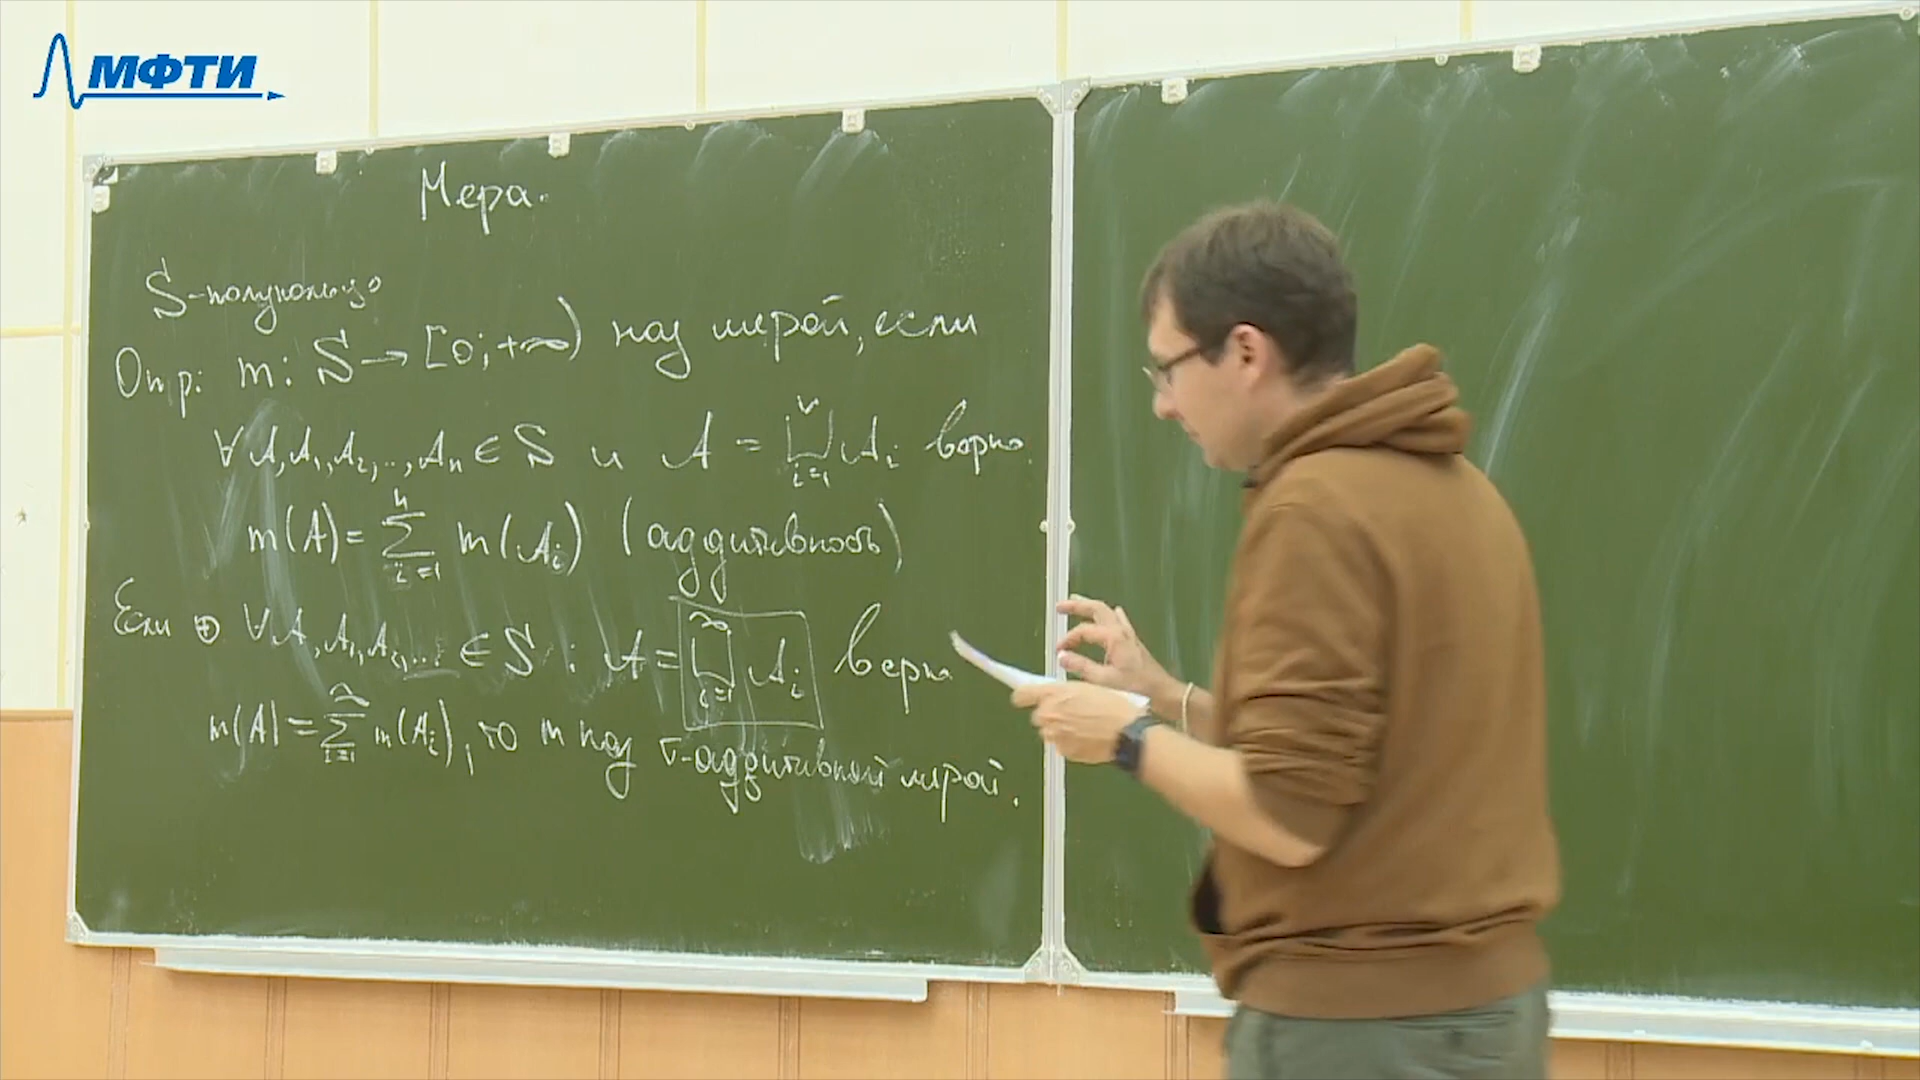 МФТИ
Мера.
S-полукольцо
Опр: m: S → [0; +∞) наз мерой, если
∀ A, A₁, A₂, .., Aₙ ∈ S и A = ⊔ᵢ₌₁ Aᵢ верно
m(A) = ∑ᵢ₌₁ⁿ m(Aᵢ) (аддитивность)
Если ∀ A, A₁, A₂, ... ∈ S : A = ⊔ᵢ₌₁^∞ Aᵢ верно
m(A) = ∑ᵢ₌₁^∞ m(Aᵢ), то m наз σ-аддитивной мерой.